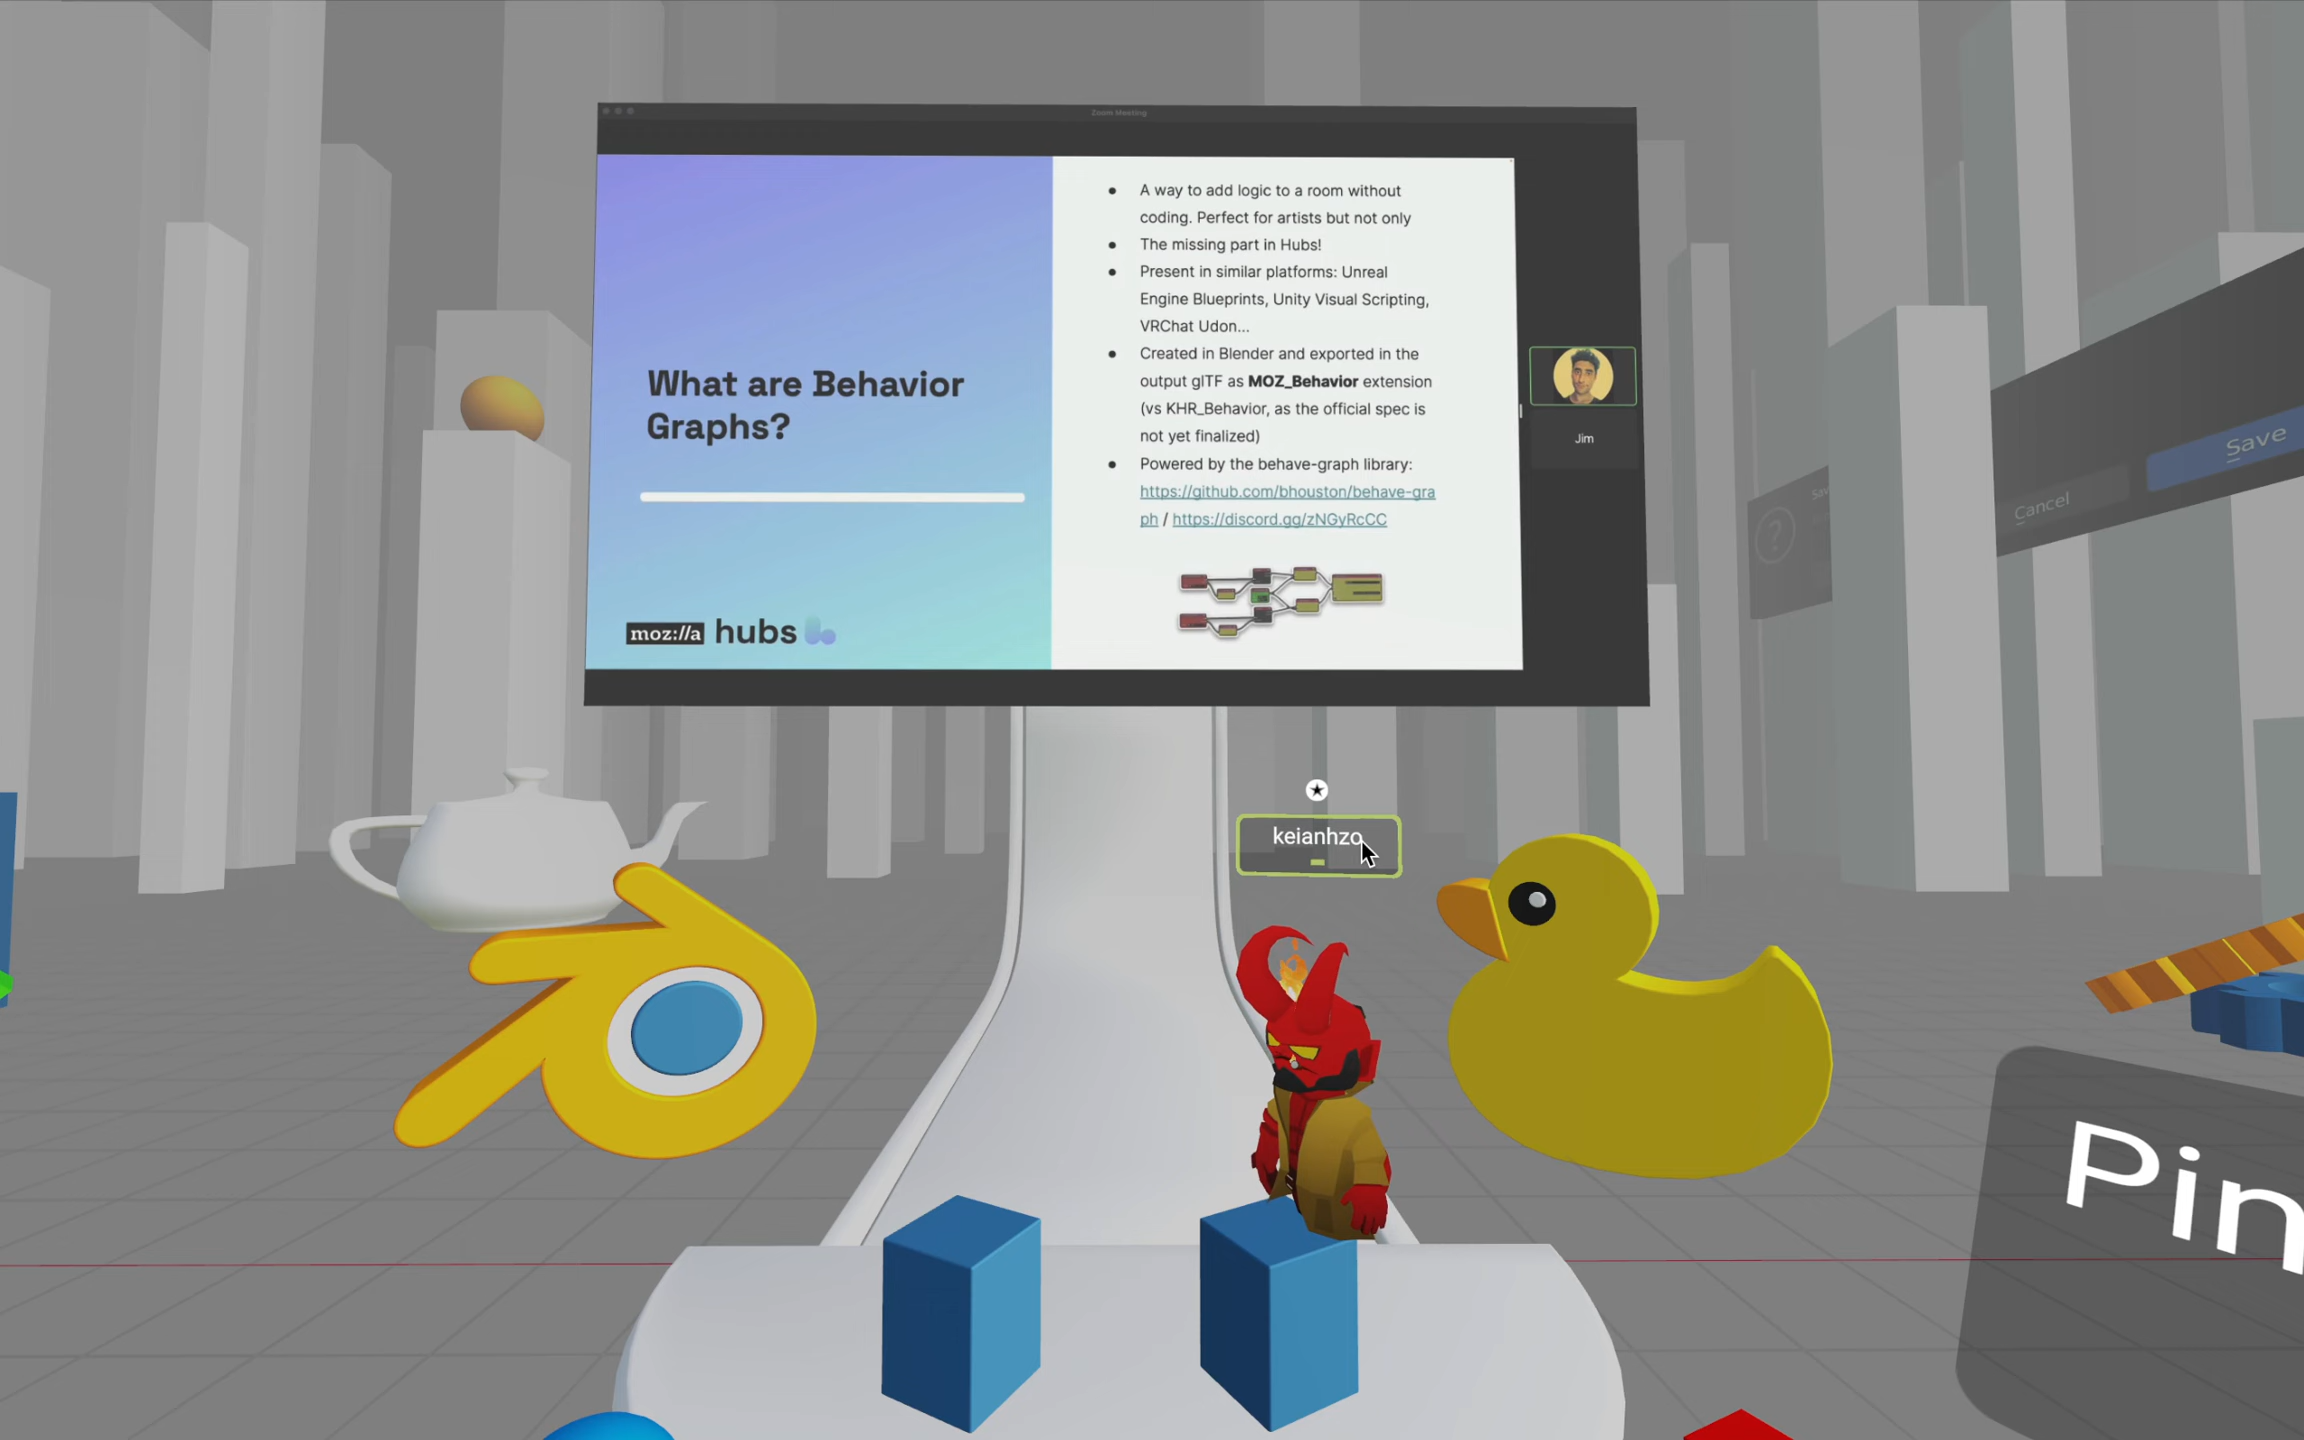 Zoom Meeting
What are Behavior
Graphs?
moz://a hubs
● A way to add logic to a room without
coding. Perfect for artists but not only
● The missing part in Hubs!
● Present in similar platforms: Unreal
Engine Blueprints, Unity Visual Scripting,
VRChat Udon...
● Created in Blender and exported in the
output glTF as MOZ_Behavior extension
(vs KHR_Behavior, as the official spec is
not yet finalized)
● Powered by the behave-graph library:
https://github.com/bhouston/behave-gra
ph / https://discord.gg/zNGyRcCC
Jim
Cancel
Save
?
keianhzo
Pin